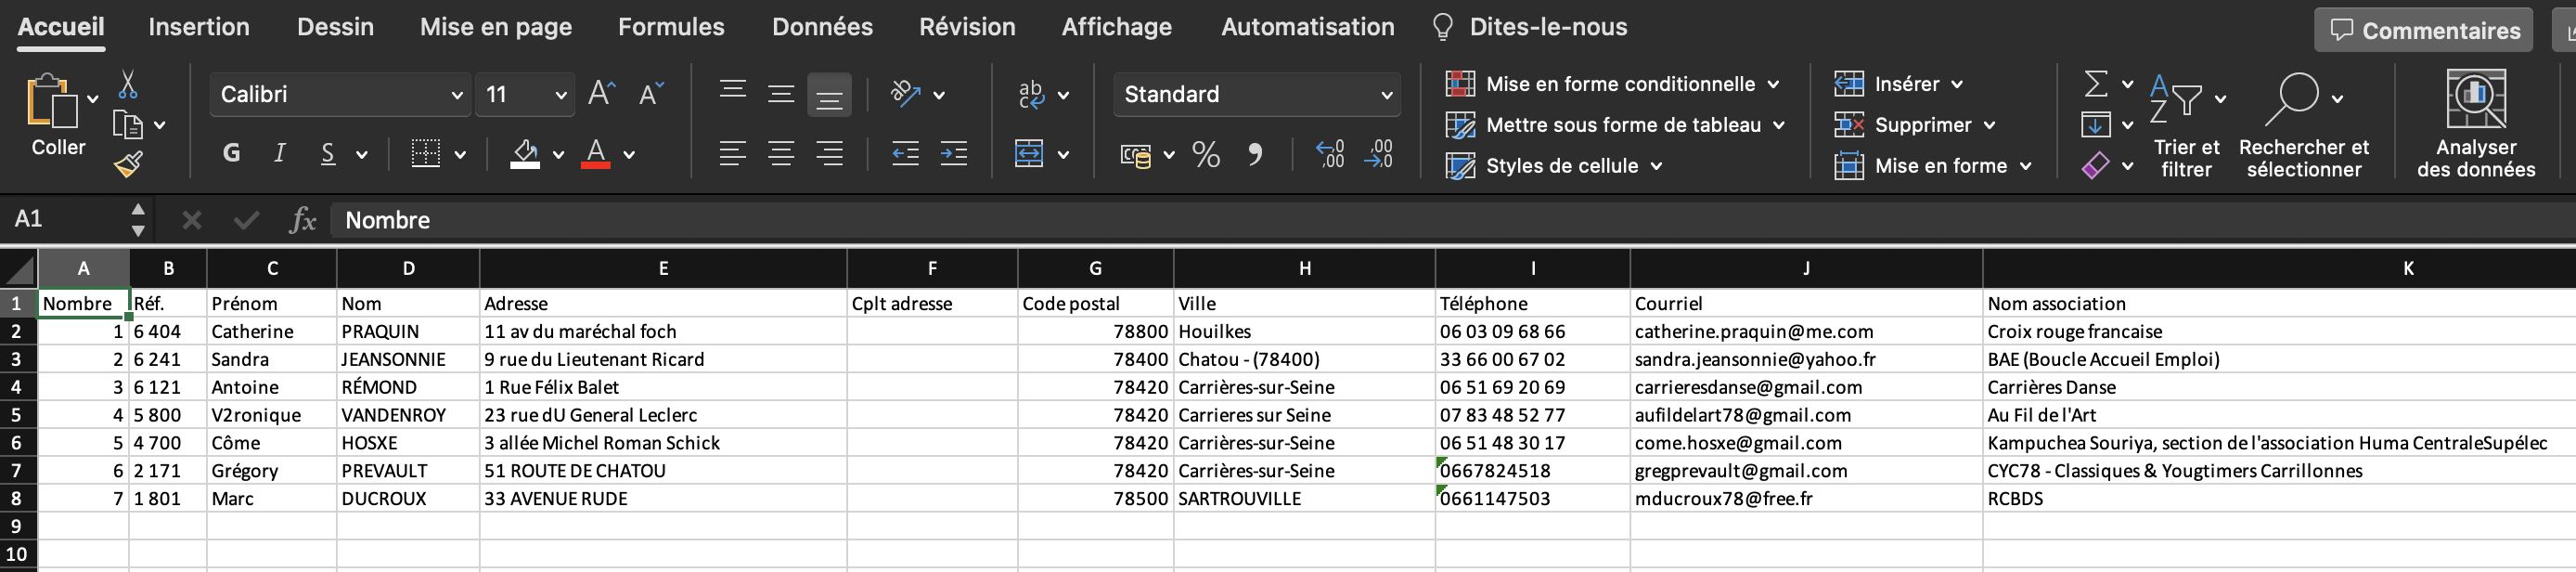 Accueil Insertion Dessin Mise en page Formules Données Révision Affichage Automatisation Dites-le-nous Commentaires
Coller
Calibri 11
G I S
ab
c
Standard
% ,00 ,00
Mise en forme conditionnelle
Mettre sous forme de tableau
Styles de cellule
Insérer
Supprimer
Mise en forme
Trier et
filtrer
Rechercher et
sélectionner
Analyser
des données
A1 fx Nombre
A B C D E F G H I J K
1 Nombre Réf. Prénom Nom Adresse Cplt adresse Code postal Ville Téléphone Courriel Nom association
2 1 6 404 Catherine PRAQUIN 11 av du maréchal foch 78800 Houilkes 06 03 09 68 66 catherine.praquin@me.com Croix rouge francaise
3 2 6 241 Sandra JEANSONNIE 9 rue du Lieutenant Ricard 78400 Chatou - (78400) 33 66 00 67 02 sandra.jeansonnie@yahoo.fr BAE (Boucle Accueil Emploi)
4 3 6 121 Antoine RÉMOND 1 Rue Félix Balet 78420 Carrières-sur-Seine 06 51 69 20 69 carrieresdanse@gmail.com Carrières Danse
5 4 5 800 V2ronique VANDENROY 23 rue dU General Leclerc 78420 Carrieres sur Seine 07 83 48 52 77 aufildelart78@gmail.com Au Fil de l'Art
6 5 4 700 Côme HOSXE 3 allée Michel Roman Schick 78420 Carrières-sur-Seine 06 51 48 30 17 come.hosxe@gmail.com Kampuchea Souriya, section de l'association Huma CentraleSupélec
7 6 2 171 Grégory PREVAULT 51 ROUTE DE CHATOU 78420 Carrières-sur-Seine 0667824518 gregprevault@gmail.com CYC78 - Classiques & Yougtimers Carrillonnes
8 7 1 801 Marc DUCROUX 33 AVENUE RUDE 78500 SARTROUVILLE 0661147503 mducroux78@free.fr RCBDS
9
10